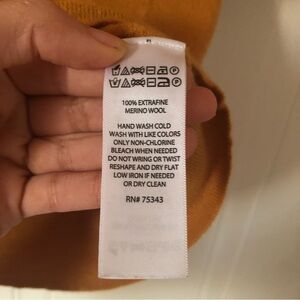 100% EXTRAFINE
MERINO WOOL
HAND WASH COLD
WASH WITH LIKE COLORS
ONLY NON-CHLORINE
BLEACH WHEN NEEDED
DO NOT WRING OR TWIST
RESHAPE AND DRY FLAT
LOW IRON IF NEEDED
OR DRY CLEAN
RN# 75343